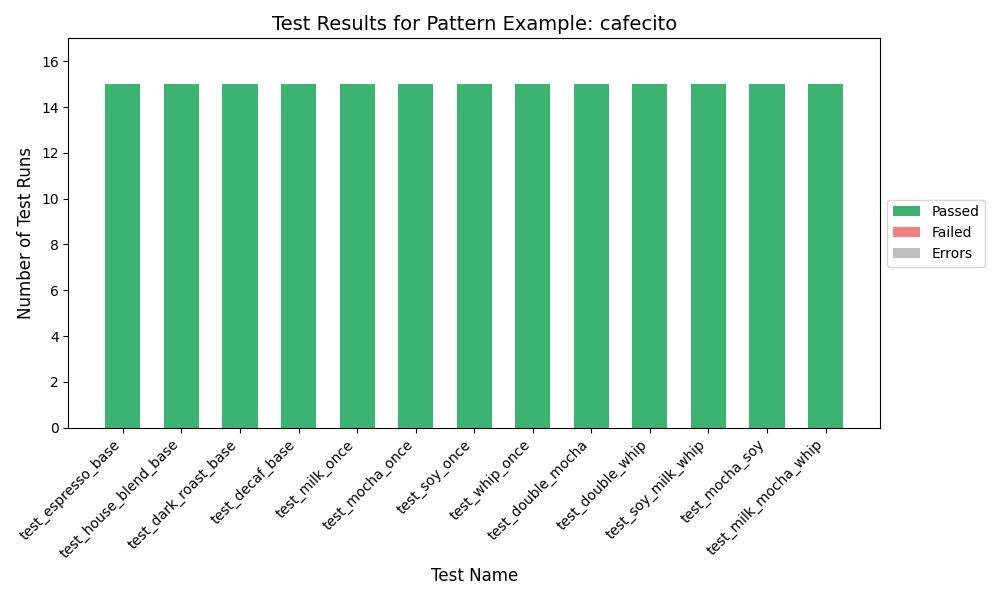 Test Results for Pattern Example: cafecito
Number of Test Runs
16
14
12
10
8
6
4
2
0
Passed
Failed
Errors
test_espresso_base
test_house_blend_base
test_dark_roast_base
test_decaf_base
test_milk_once
test_mocha_once
test_soy_once
test_whip_once
test_double_mocha
test_double_whip
test_soy_milk_whip
test_mocha_soy
test_milk_mocha_whip
Test Name